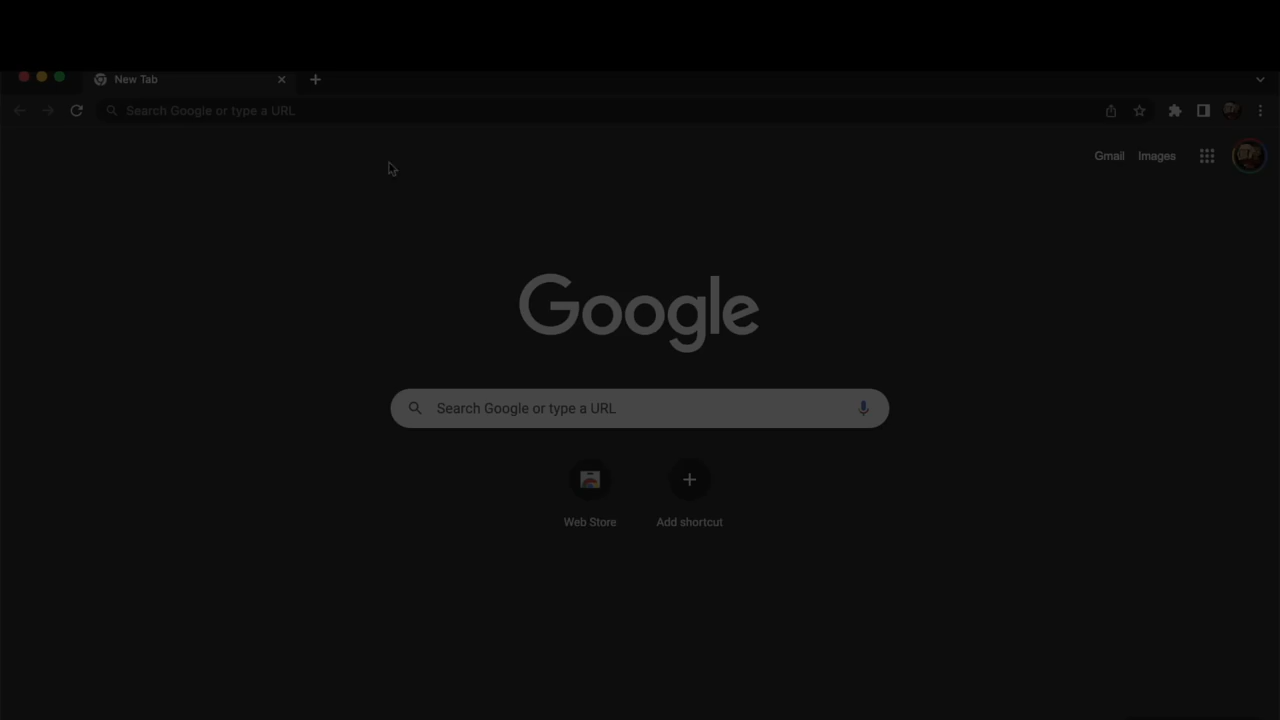 New Tab
Search Google or type a URL
Gmail Images
Google
Search Google or type a URL
Web Store Add shortcut